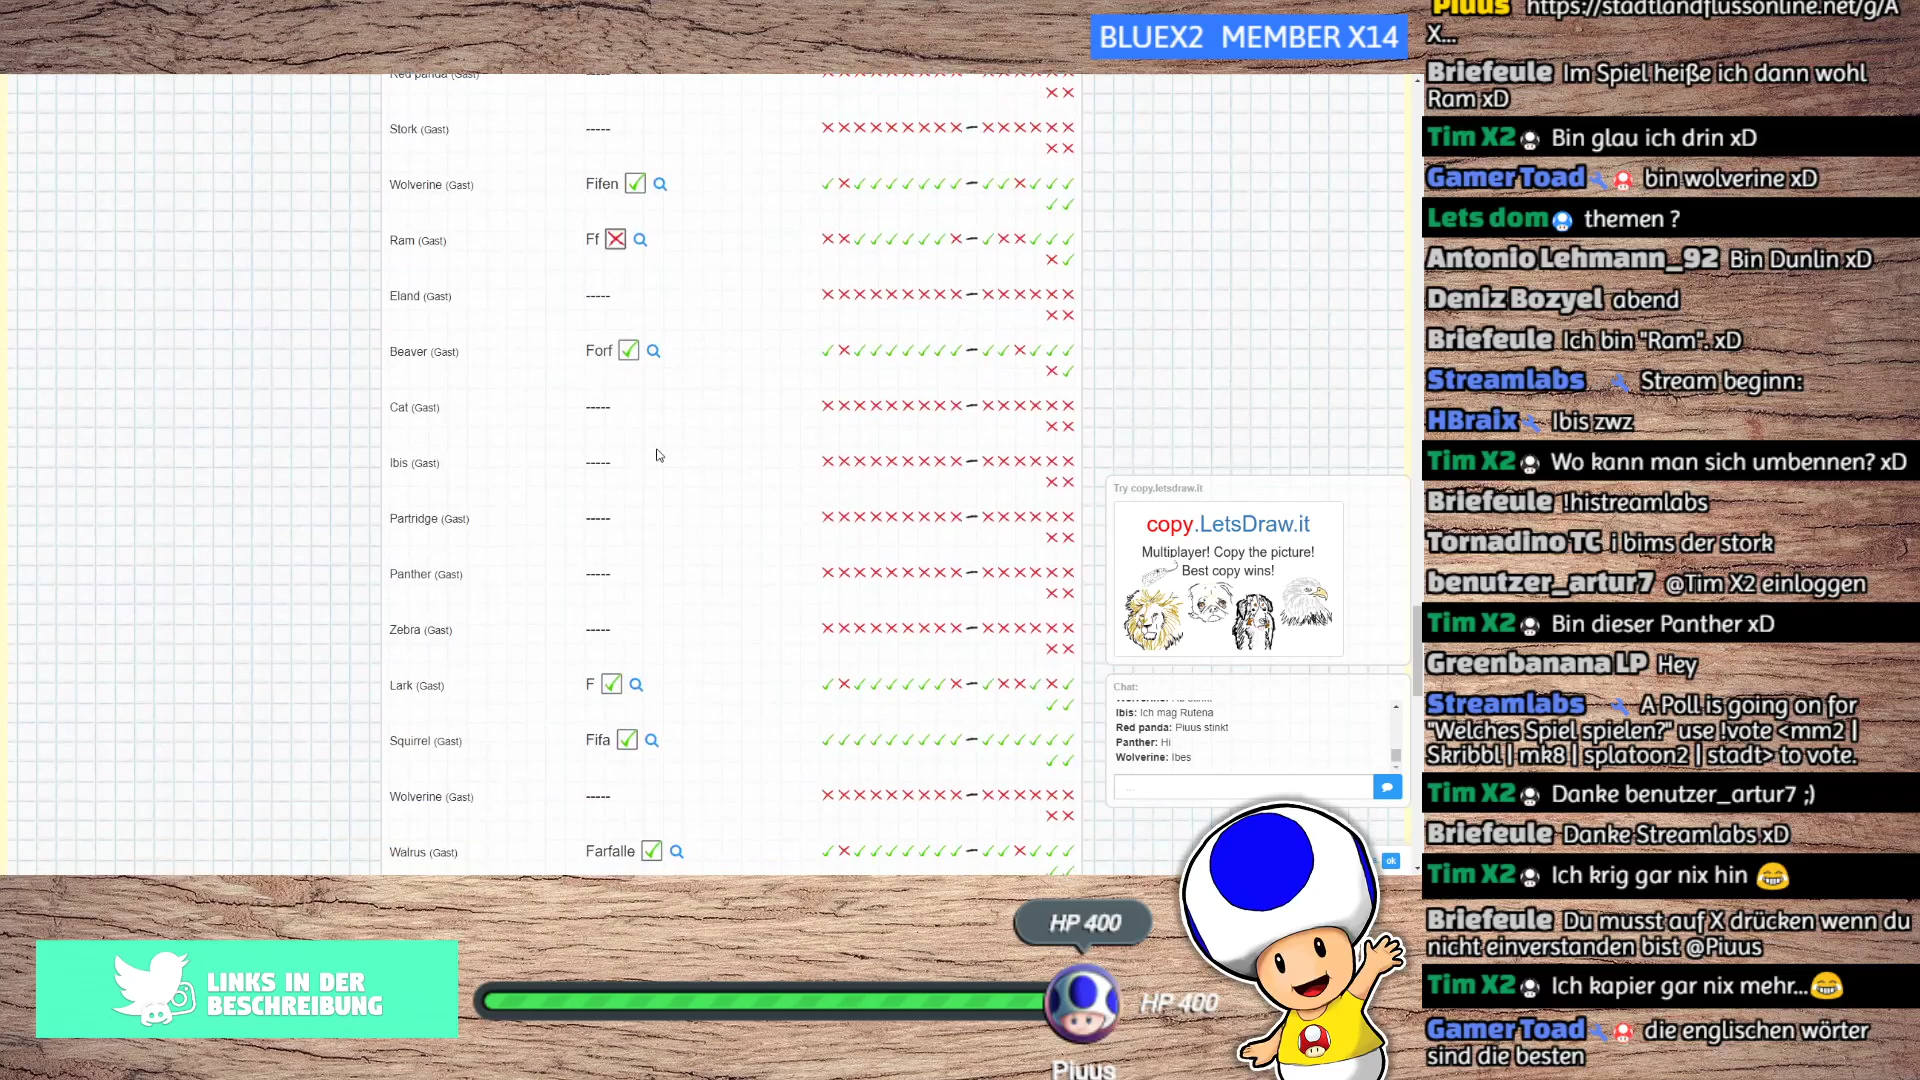 BLUEX2 MEMBER X14
Red panda (Gast) -----
Stork (Gast) -----
Wolverine (Gast) Fifen
Ram (Gast) Ff
Eland (Gast) -----
Beaver (Gast) Forf
Cat (Gast) -----
Ibis (Gast) -----
Partridge (Gast) -----
Panther (Gast) -----
Zebra (Gast) -----
Lark (Gast) F
Squirrel (Gast) Fifa
Wolverine (Gast) -----
Walrus (Gast) Farfalle
Try copy.letsdraw.it
copy.LetsDraw.it
Multiplayer! Copy the picture!
Best copy wins!
Chat:
Ibis: Ich mag Rutena
Red panda: Piuus stinkt
Panther: Hi
Wolverine: Ibes
...
ok
Piuus https://stadtlandflussonline.net/g/A
X...
Briefeule Im Spiel heiße ich dann wohl
Ram xD
Tim X2 Bin glau ich drin xD
GamerToad bin wolverine xD
Lets dom themen ?
Antonio Lehmann_92 Bin Dunlin xD
Deniz Bozyel abend
Briefeule Ich bin "Ram". xD
Streamlabs Stream beginn:
HBraix Ibis zwz
Tim X2 Wo kann man sich umbennen? xD
Briefeule !histreamlabs
Tornadino TC i bims der stork
benutzer_artur7 @Tim X2 einloggen
Tim X2 Bin dieser Panther xD
Greenbanana LP Hey
Streamlabs A Poll is going on for
"Welches Spiel spielen?" use !vote <mm2 |
Skribbl | mk8 | splatoon2 | stadt> to vote.
Tim X2 Danke benutzer_artur7 ;)
Briefeule Danke Streamlabs xD
Tim X2 Ich krig gar nix hin 😂
Briefeule Du musst auf X drücken wenn du
nicht einverstanden bist @Piuus
Tim X2 Ich kapier gar nix mehr...😂
GamerToad die englischen wörter
sind die besten
LINKS IN DER
BESCHREIBUNG
HP 400
HP 400
Piuus